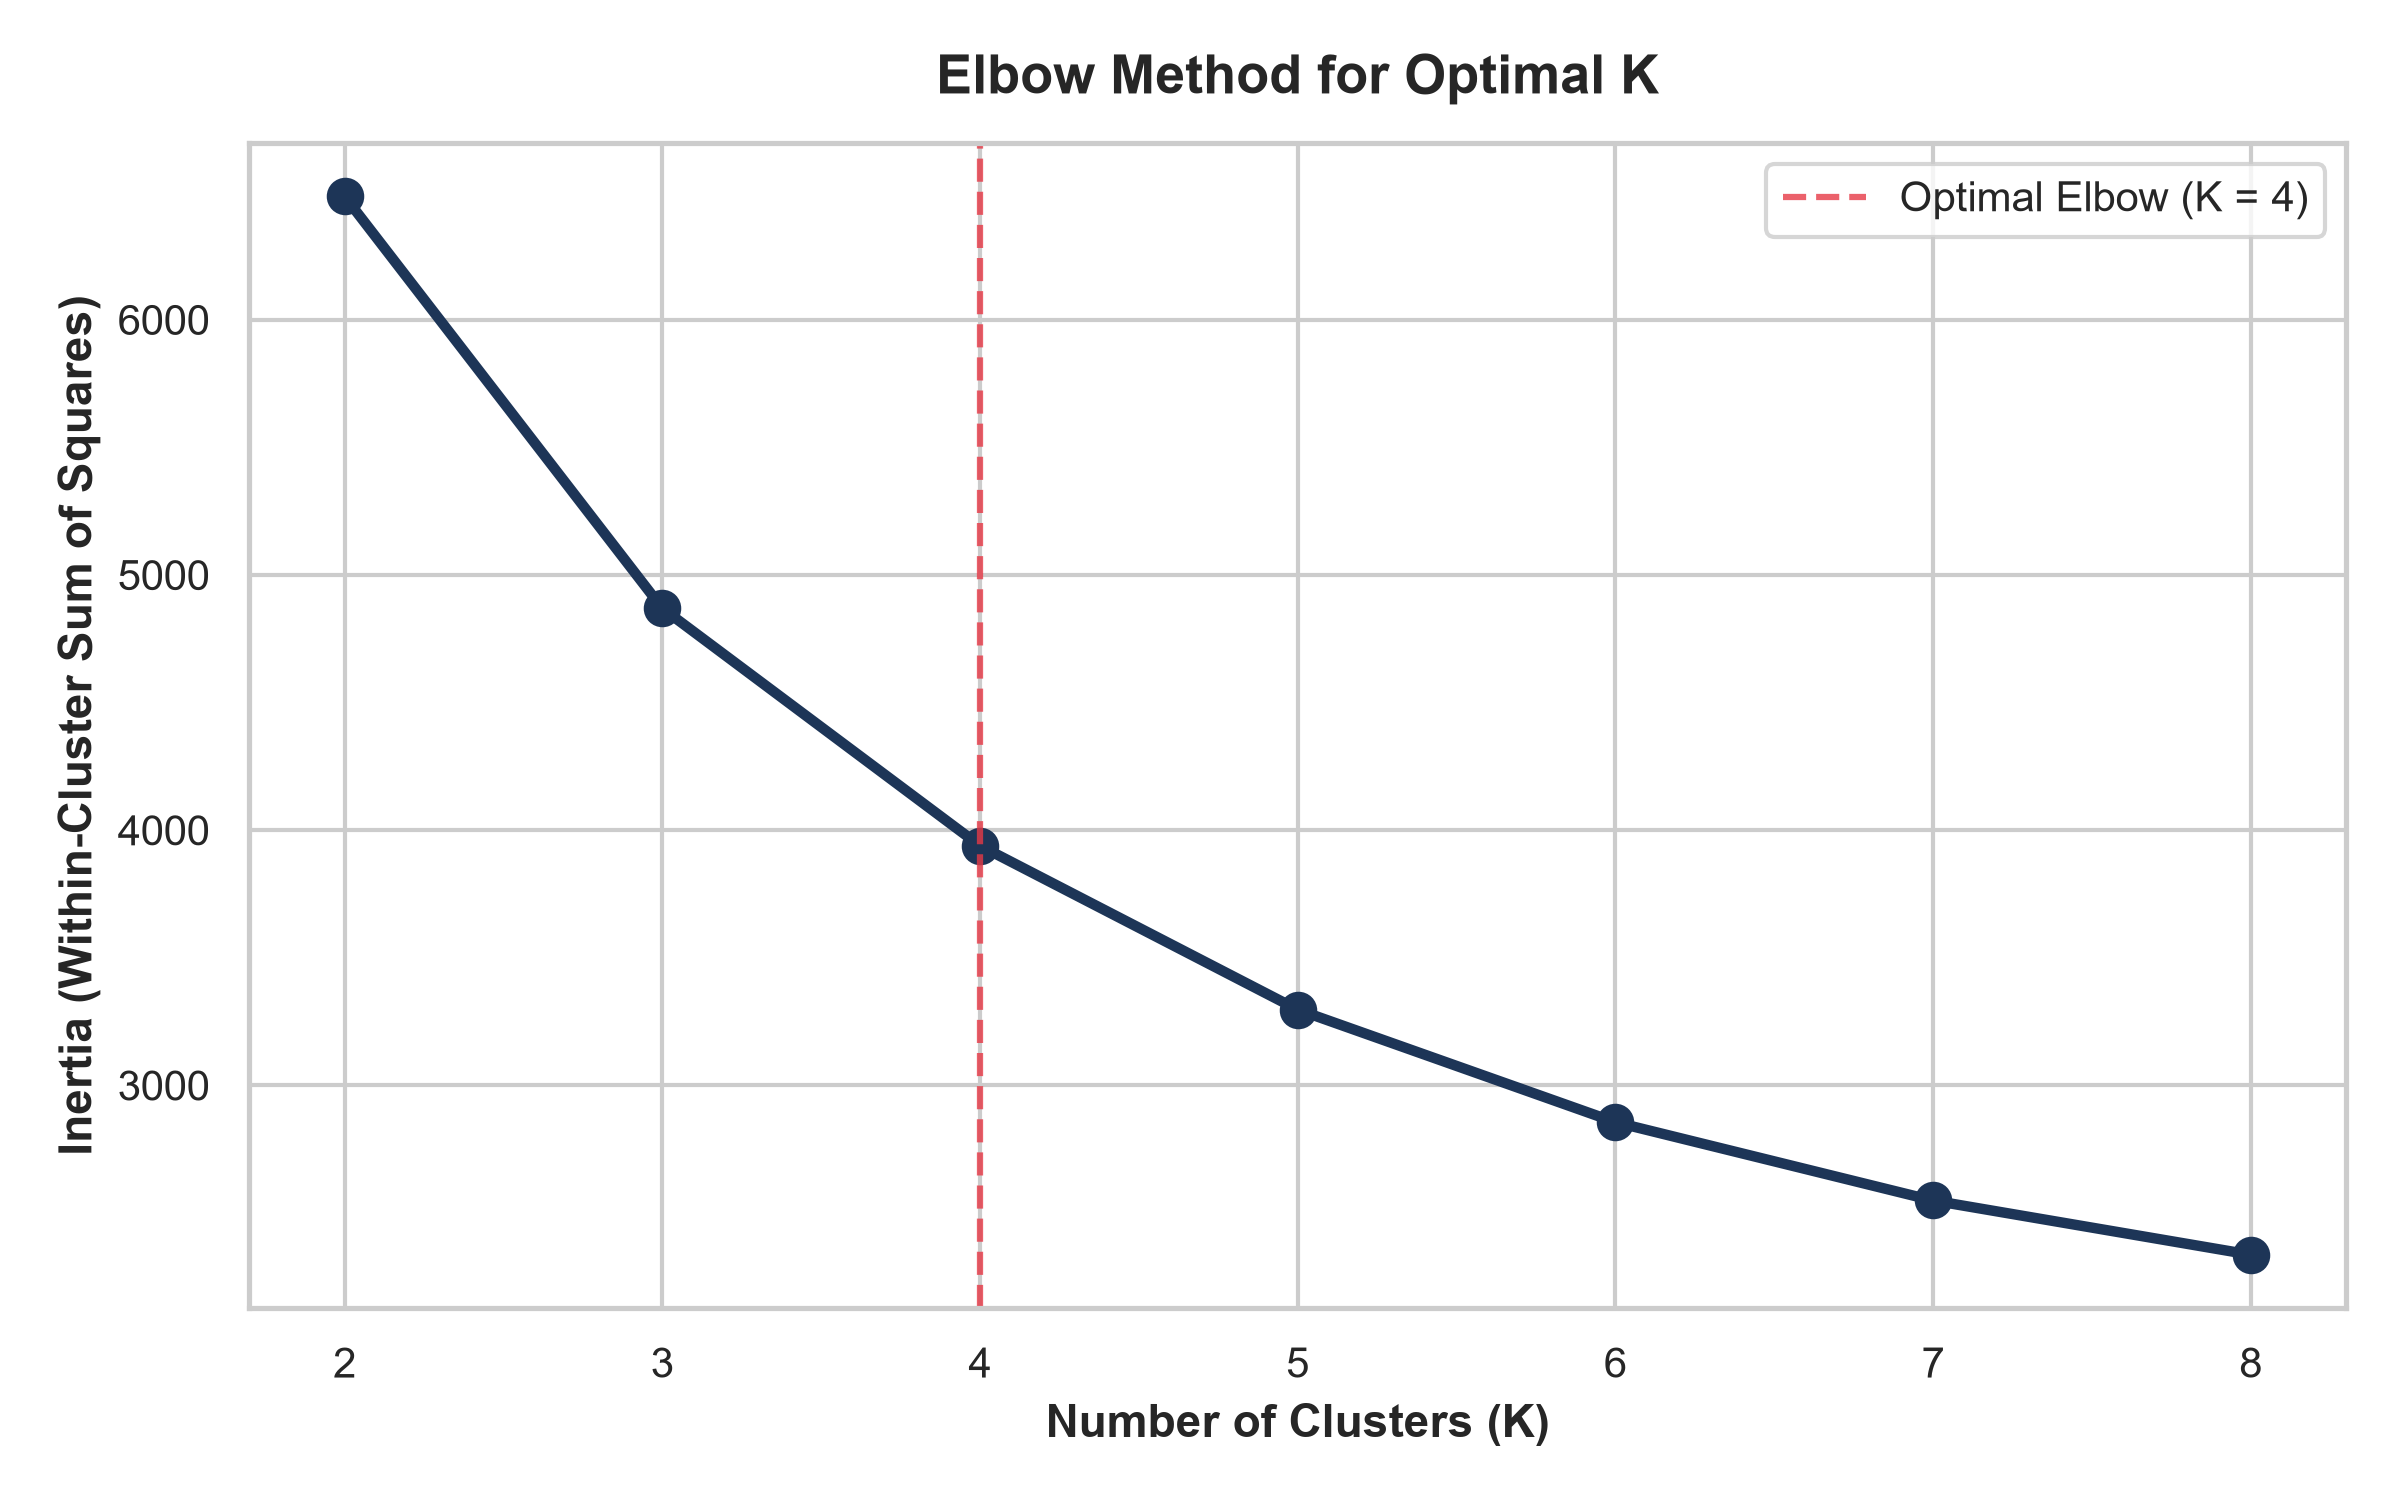 Elbow Method for Optimal K
Optimal Elbow (K = 4)
Inertia (Within-Cluster Sum of Squares)
6000
5000
4000
3000
2
3
4
5
6
7
8
Number of Clusters (K)